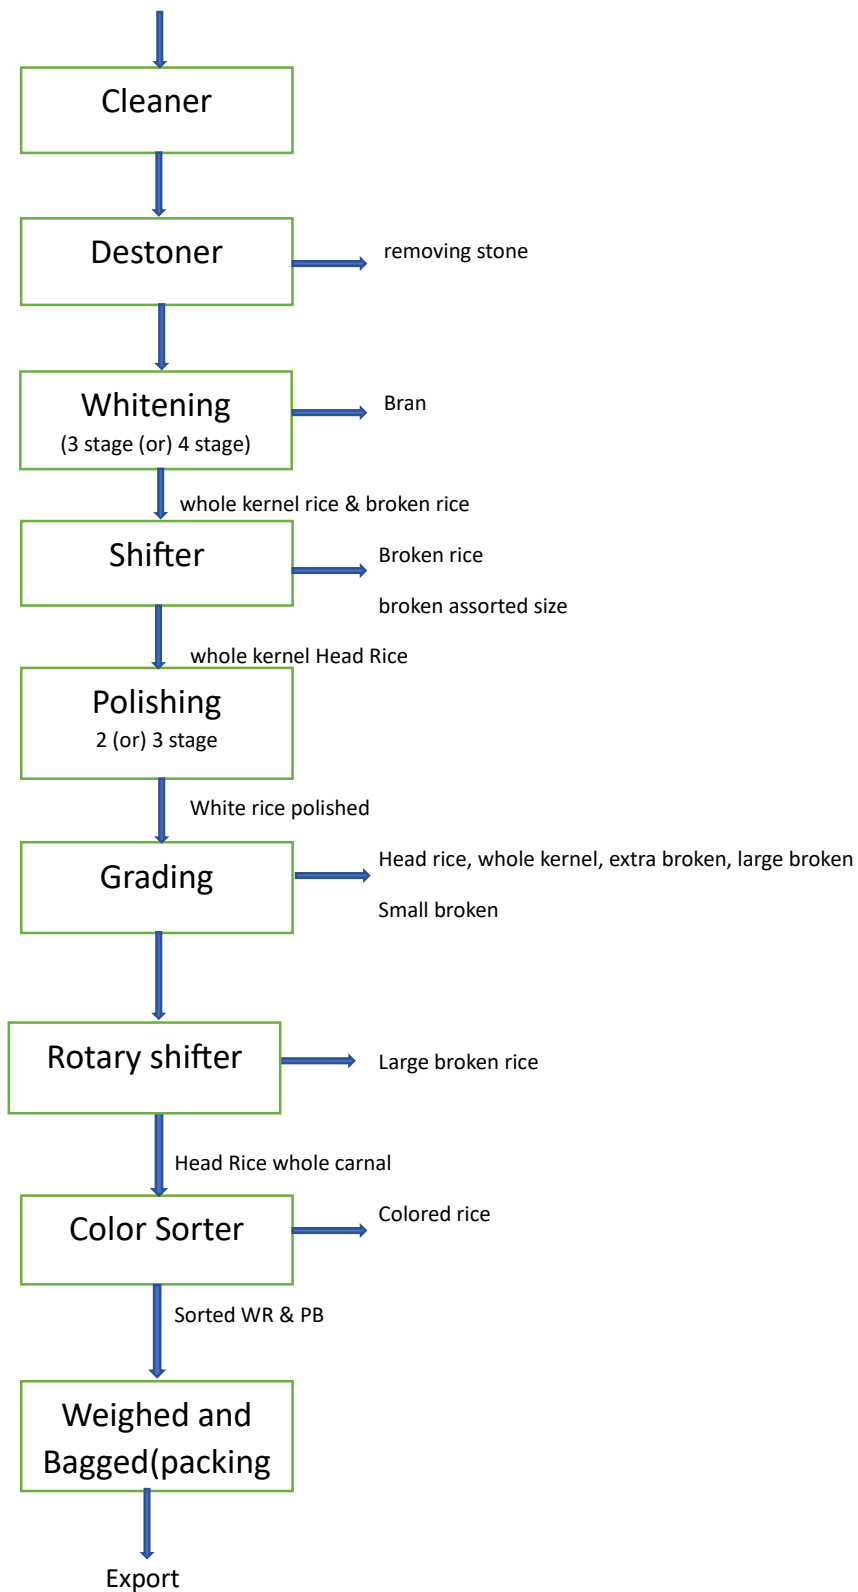 Cleaner
Destoner
removing stone
Whitening
(3 stage (or) 4 stage)
Bran
whole kernel rice & broken rice
Shifter
Broken rice
broken assorted size
whole kernel Head Rice
Polishing
2 (or) 3 stage
White rice polished
Grading
Head rice, whole kernel, extra broken, large broken
Small broken
Rotary shifter
Large broken rice
Head Rice whole carnal
Color Sorter
Colored rice
Sorted WR & PB
Weighed and
Bagged(packing
Export